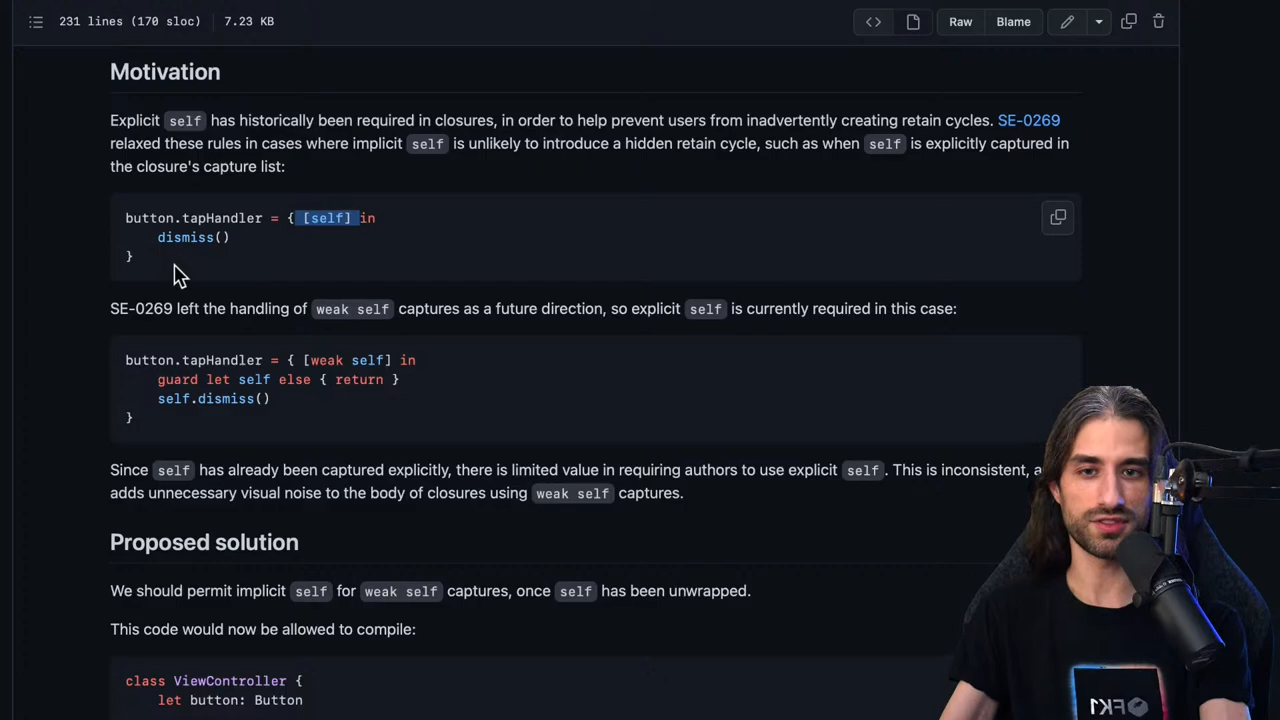 231 lines (170 sloc) 7.23 KB Raw Blame
Motivation
Explicit self has historically been required in closures, in order to help prevent users from inadvertently creating retain cycles. SE-0269
relaxed these rules in cases where implicit self is unlikely to introduce a hidden retain cycle, such as when self is explicitly captured in
the closure's capture list:
button.tapHandler = { [self] in
dismiss()
}
SE-0269 left the handling of weak self captures as a future direction, so explicit self is currently required in this case:
button.tapHandler = { [weak self] in
guard let self else { return }
self.dismiss()
}
Since self has already been captured explicitly, there is limited value in requiring authors to use explicit self. This is inconsistent,
adds unnecessary visual noise to the body of closures using weak self captures.
Proposed solution
We should permit implicit self for weak self captures, once self has been unwrapped.
This code would now be allowed to compile:
class ViewController {
let button: Button